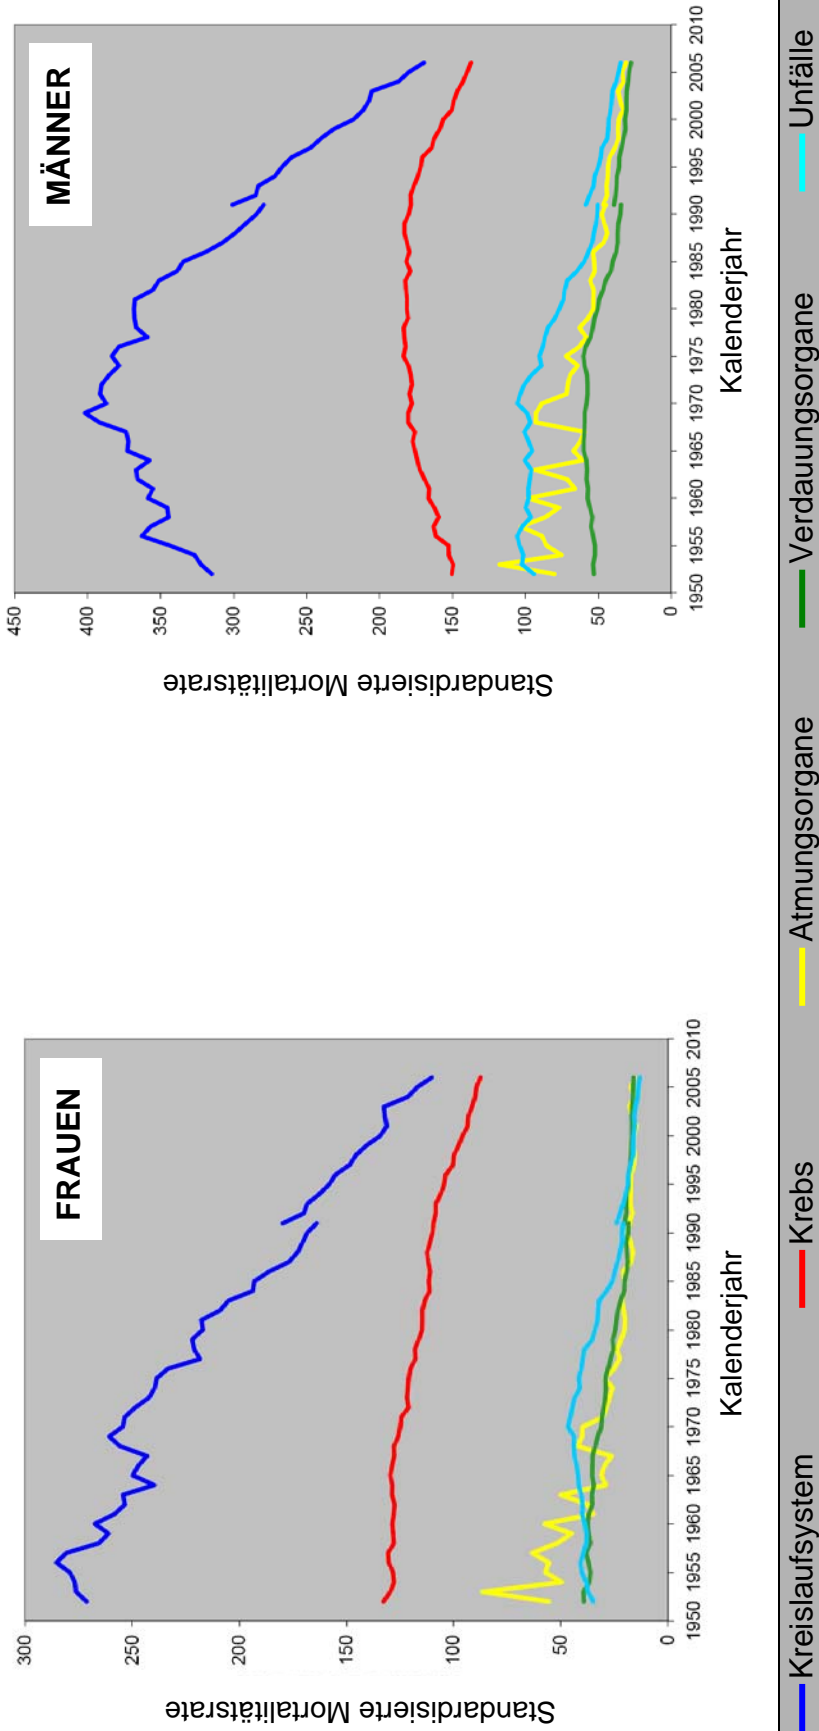 FRAUEN
Standardisierte Mortalitätsrate
300
250
200
150
100
50
0
1950 1955 1960 1965 1970 1975 1980 1985 1990 1995 2000 2005 2010
Kalenderjahr
MÄNNER
Standardisierte Mortalitätsrate
450
400
350
300
250
200
150
100
50
0
1950 1955 1960 1965 1970 1975 1980 1985 1990 1995 2000 2005 2010
Kalenderjahr
Kreislaufsystem Krebs Atmungsorgane Verdauungsorgane Unfälle